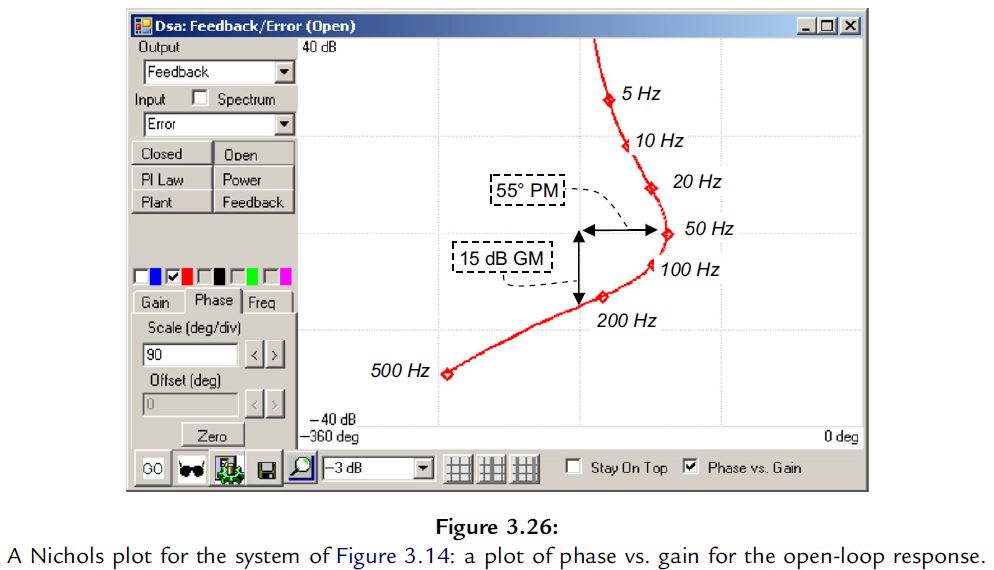 Dsa: Feedback/Error (Open)
Output
Feedback
Input Spectrum
Error
Closed Open
PI Law Power
Plant Feedback
Gain Phase Freq
Scale (deg/div)
90 < >
Offset (deg)
0 < >
Zero
40 dB
5 Hz
10 Hz
20 Hz
55° PM
50 Hz
15 dB GM
100 Hz
200 Hz
500 Hz
−40 dB
−360 deg 0 deg
GO −3 dB Stay On Top Phase vs. Gain
Figure 3.26:
A Nichols plot for the system of Figure 3.14: a plot of phase vs. gain for the open-loop response.